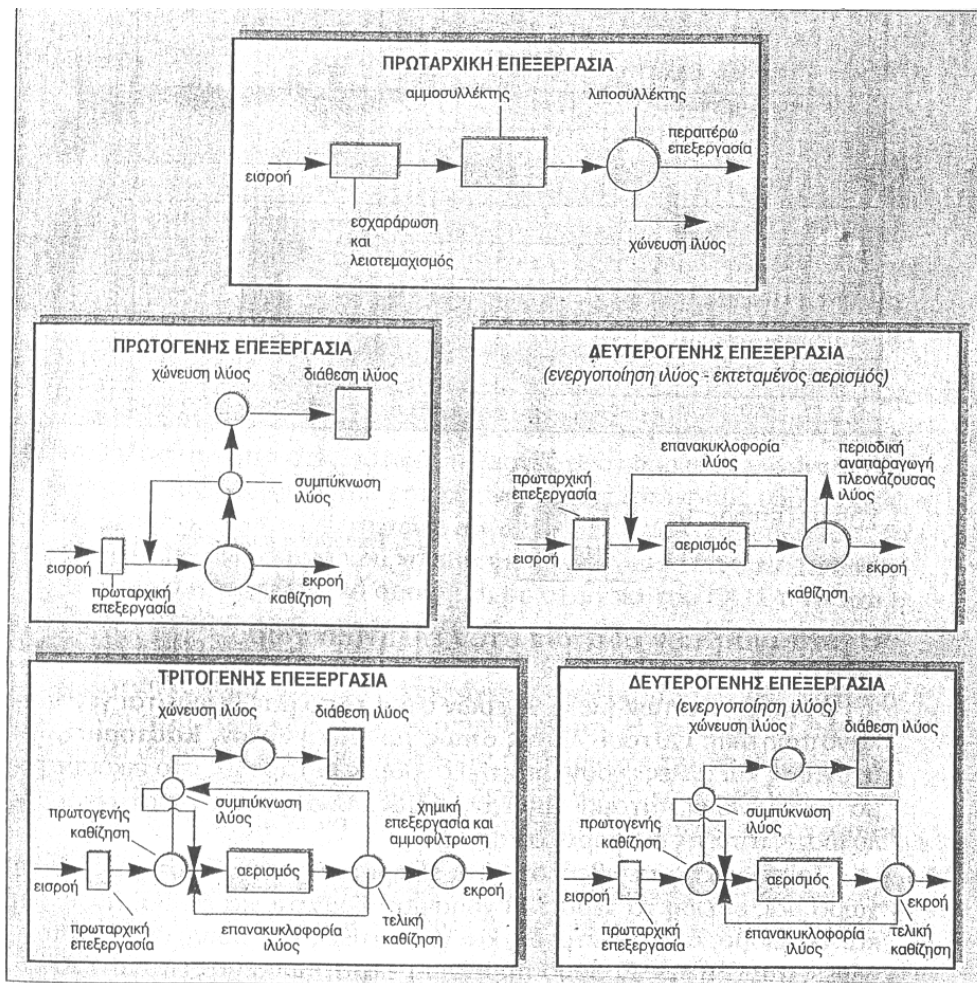 ΠΡΩΤΑΡΧΙΚΗ ΕΠΕΞΕΡΓΑΣΙΑ
αμμοσυλλέκτης
λιποσυλλέκτης
περαιτέρω
επεξεργασία
εισροή
εσχαράρωση
και
λειοτεμαχισμός
χώνευση ιλύος
ΠΡΩΤΟΓΕΝΗΣ ΕΠΕΞΕΡΓΑΣΙΑ
χώνευση ιλύος
διάθεση ιλύος
συμπύκνωση
ιλύος
εισροή
εκροή
πρωταρχική
επεξεργασία
καθίζηση
ΔΕΥΤΕΡΟΓΕΝΗΣ ΕΠΕΞΕΡΓΑΣΙΑ
(ενεργοποίηση ιλύος - εκτεταμένος αερισμός)
επανακυκλοφορία
ιλύος
περιοδική
αναπαραγωγή
πλεονάζουσας
ιλύος
πρωταρχική
επεξεργασία
αερισμός
εισροή
εκροή
καθίζηση
ΤΡΙΤΟΓΕΝΗΣ ΕΠΕΞΕΡΓΑΣΙΑ
χώνευση ιλύος
διάθεση ιλύος
συμπύκνωση
ιλύος
πρωτογενής
καθίζηση
χημική
επεξεργασία και
αμμοφίλτρωση
αερισμός
εισροή
εκροή
πρωταρχική
επεξεργασία
επανακυκλοφορία
ιλύος
τελική
καθίζηση
ΔΕΥΤΕΡΟΓΕΝΗΣ ΕΠΕΞΕΡΓΑΣΙΑ
(ενεργοποίηση ιλύος)
χώνευση ιλύος
διάθεση ιλύος
συμπύκνωση
ιλύος
πρωτογενής
καθίζηση
αερισμός
εισροή
εκροή
πρωταρχική
επεξεργασία
επανακυκλοφορία
ιλύος
τελική
καθίζηση